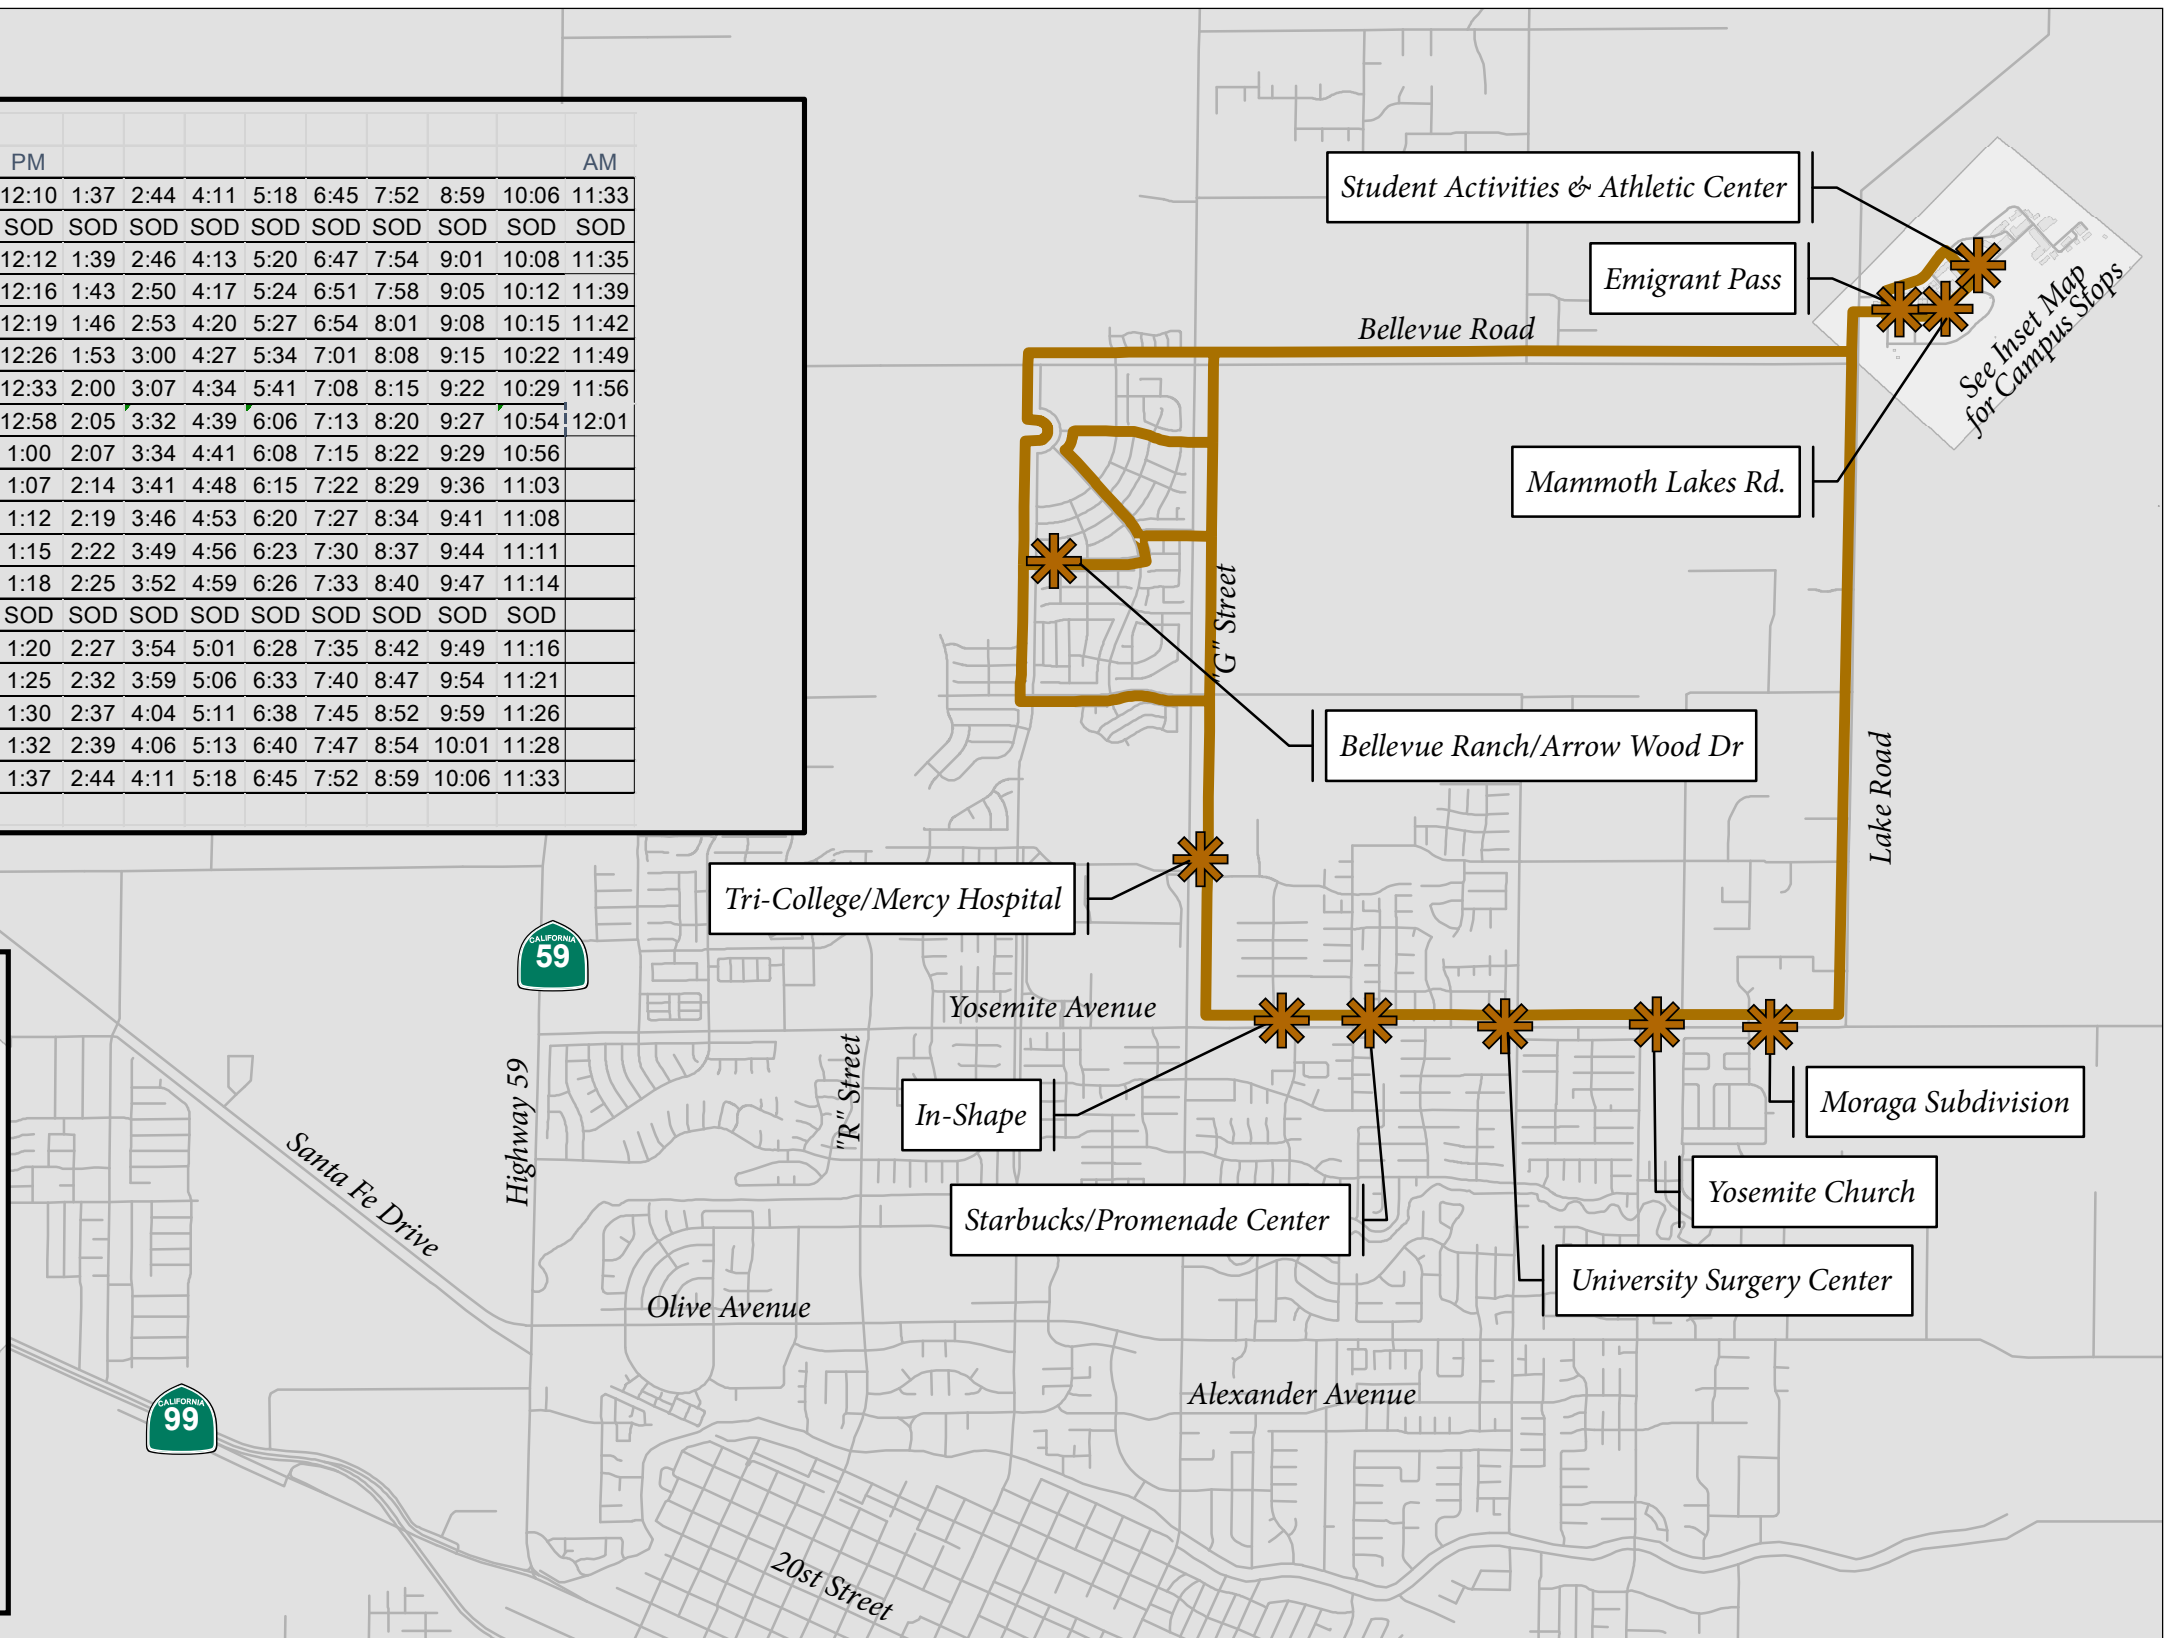 PM AM
12:10 1:37 2:44 4:11 5:18 6:45 7:52 8:59 10:06 11:33
SOD SOD SOD SOD SOD SOD SOD SOD SOD SOD
12:12 1:39 2:46 4:13 5:20 6:47 7:54 9:01 10:08 11:35
12:16 1:43 2:50 4:17 5:24 6:51 7:58 9:05 10:12 11:39
12:19 1:46 2:53 4:20 5:27 6:54 8:01 9:08 10:15 11:42
12:26 1:53 3:00 4:27 5:34 7:01 8:08 9:15 10:22 11:49
12:33 2:00 3:07 4:34 5:41 7:08 8:15 9:22 10:29 11:56
12:58 2:05 3:32 4:39 6:06 7:13 8:20 9:27 10:54 12:01
1:00 2:07 3:34 4:41 6:08 7:15 8:22 9:29 10:56
1:07 2:14 3:41 4:48 6:15 7:22 8:29 9:36 11:03
1:12 2:19 3:46 4:53 6:20 7:27 8:34 9:41 11:08
1:15 2:22 3:49 4:56 6:23 7:30 8:37 9:44 11:11
1:18 2:25 3:52 4:59 6:26 7:33 8:40 9:47 11:14
SOD SOD SOD SOD SOD SOD SOD SOD SOD
1:20 2:27 3:54 5:01 6:28 7:35 8:42 9:49 11:16
1:25 2:32 3:59 5:06 6:33 7:40 8:47 9:54 11:21
1:30 2:37 4:04 5:11 6:38 7:45 8:52 9:59 11:26
1:32 2:39 4:06 5:13 6:40 7:47 8:54 10:01 11:28
1:37 2:44 4:11 5:18 6:45 7:52 8:59 10:06 11:33
Student Activities & Athletic Center
Emigrant Pass
Bellevue Road
See Inset Map
for Campus Stops
Mammoth Lakes Rd.
"G" Street
Bellevue Ranch/Arrow Wood Dr
Lake Road
Tri-College/Mercy Hospital
CALIFORNIA
59
Yosemite Avenue
"R" Street
Highway 59
In-Shape
Moraga Subdivision
Santa Fe Drive
Starbucks/Promenade Center
Yosemite Church
University Surgery Center
Olive Avenue
Alexander Avenue
CALIFORNIA
99
20st Street